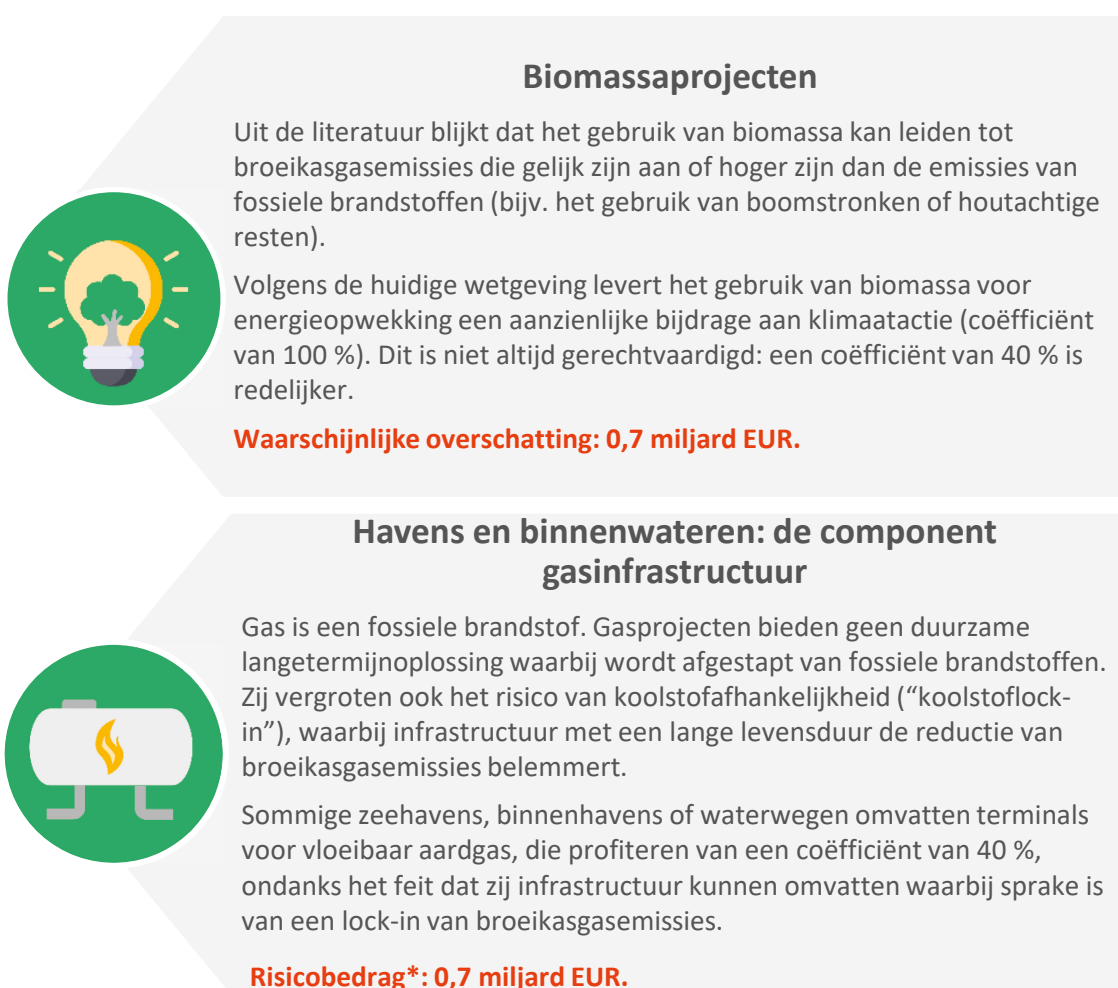 Biomassaprojecten
Uit de literatuur blijkt dat het gebruik van biomassa kan leiden tot
broeikasgasemissies die gelijk zijn aan of hoger zijn dan de emissies van
fossiele brandstoffen (bijv. het gebruik van boomstronken of houtachtige
resten).
Volgens de huidige wetgeving levert het gebruik van biomassa voor
energieopwekking een aanzienlijke bijdrage aan klimaatactie (coëfficiënt
van 100 %). Dit is niet altijd gerechtvaardigd: een coëfficiënt van 40 % is
redelijker.
Waarschijnlijke overschatting: 0,7 miljard EUR.
Havens en binnenwateren: de component
gasinfrastructuur
Gas is een fossiele brandstof. Gasprojecten bieden geen duurzame
langetermijnoplossing waarbij wordt afgestapt van fossiele brandstoffen.
Zij vergroten ook het risico van koolstofafhankelijkheid (“koolstoflock-
in”), waarbij infrastructuur met een lange levensduur de reductie van
broeikasgasemissies belemmert.
Sommige zeehavens, binnenhavens of waterwegen omvatten terminals
voor vloeibaar aardgas, die profiteren van een coëfficiënt van 40 %,
ondanks het feit dat zij infrastructuur kunnen omvatten waarbij sprake is
van een lock-in van broeikasgasemissies.
Risicobedrag*: 0,7 miljard EUR.